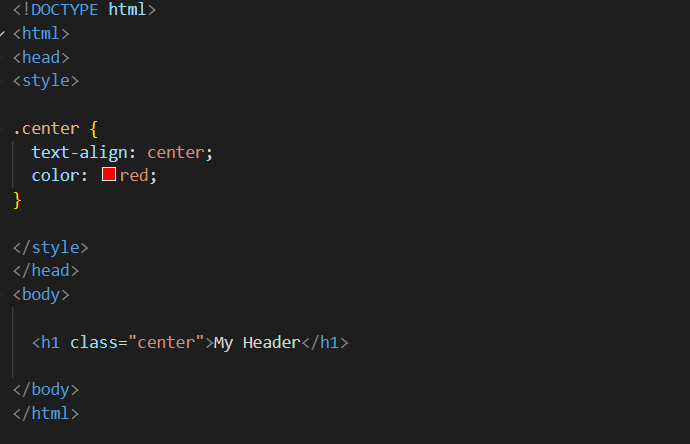 <!DOCTYPE html>
<html>
<head>
<style>
.center {
text-align: center;
color: red;
}
</style>
</head>
<body>
<h1 class="center">My Header</h1>
</body>
</html>